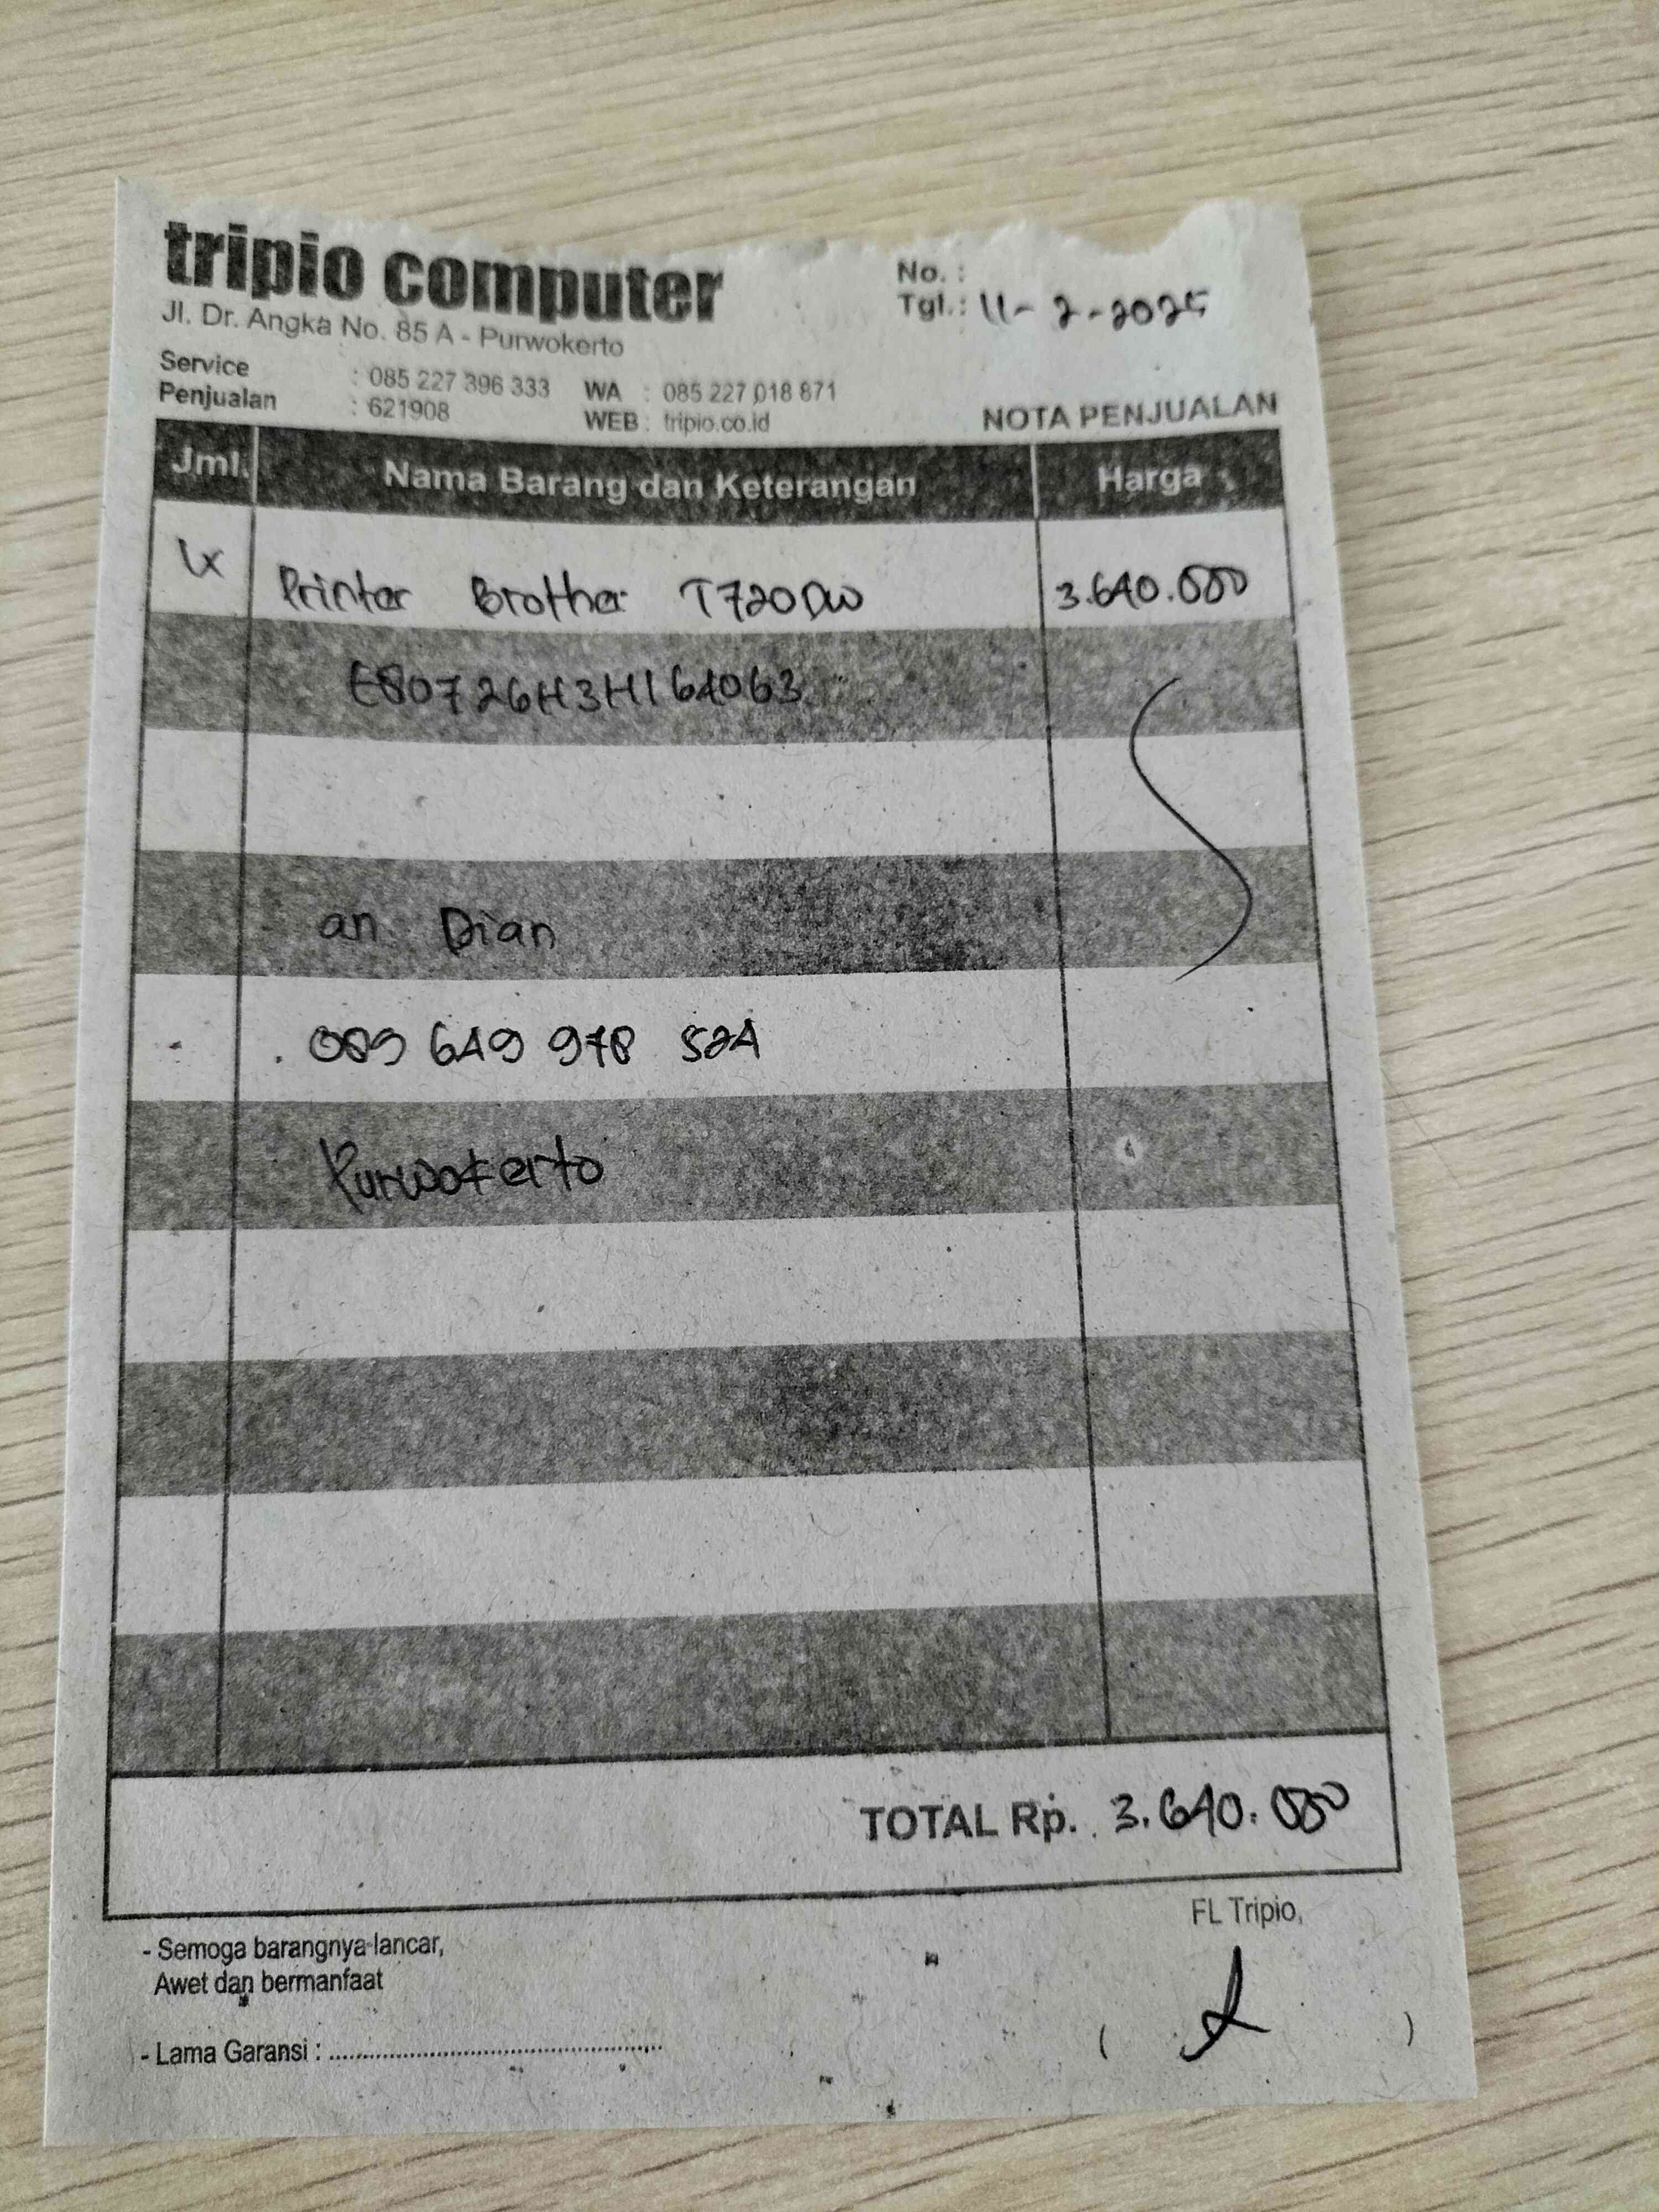 tripio computer
Jl. Dr. Angka No. 85 A - Purwokerto
No. :
Tgl. : 11-2-2025
Service : 085 227 396 333 WA : 085 227 018 871
Penjualan : 621908 WEB : tripio.co.id
NOTA PENJUALAN
Jml. Nama Barang dan Keterangan Harga
1x Printer Brother T720DW 3.640.000
E80726H3H164063
an. Dian
089 649 978 524
Purwokerto
TOTAL Rp. 3.640.000
FL Tripio,
- Semoga barangnya lancar,
Awet dan bermanfaat
- Lama Garansi : ........................................
( )